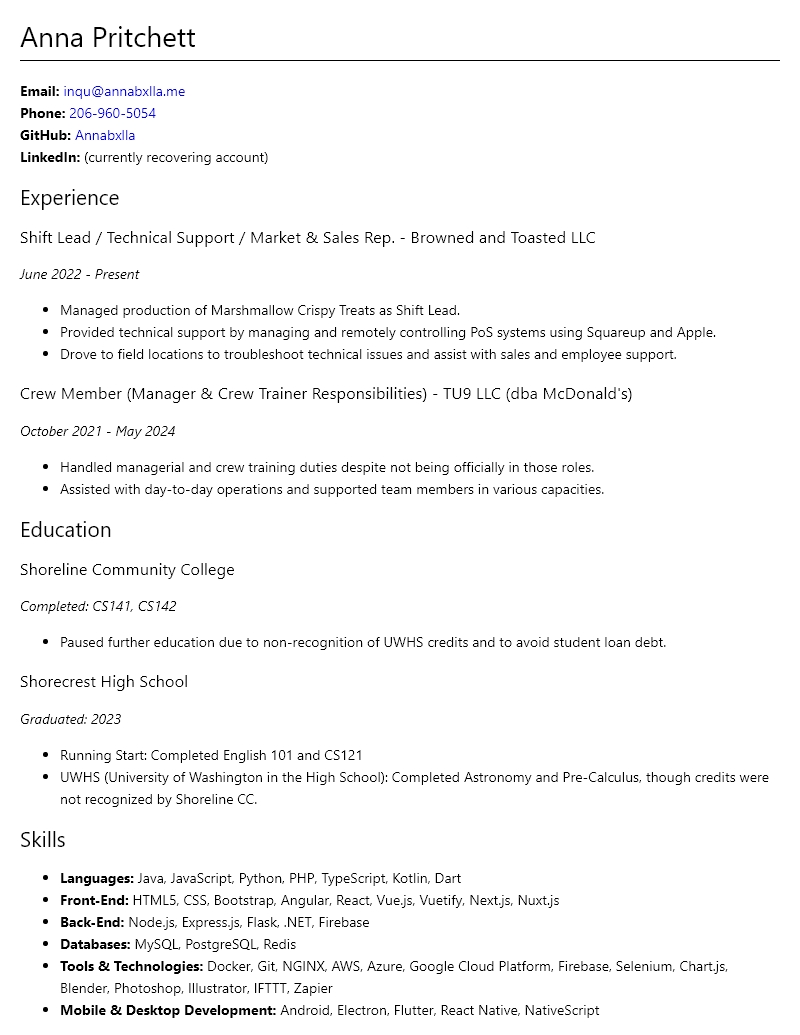 Anna Pritchett
Email: inqu@annabxlla.me
Phone: 206-960-5054
GitHub: Annabxlla
LinkedIn: (currently recovering account)
Experience
Shift Lead / Technical Support / Market & Sales Rep. - Browned and Toasted LLC
June 2022 - Present
• Managed production of Marshmallow Crispy Treats as Shift Lead.
• Provided technical support by managing and remotely controlling PoS systems using Squareup and Apple.
• Drove to field locations to troubleshoot technical issues and assist with sales and employee support.
Crew Member (Manager & Crew Trainer Responsibilities) - TU9 LLC (dba McDonald's)
October 2021 - May 2024
• Handled managerial and crew training duties despite not being officially in those roles.
• Assisted with day-to-day operations and supported team members in various capacities.
Education
Shoreline Community College
Completed: CS141, CS142
• Paused further education due to non-recognition of UWHS credits and to avoid student loan debt.
Shorecrest High School
Graduated: 2023
• Running Start: Completed English 101 and CS121
• UWHS (University of Washington in the High School): Completed Astronomy and Pre-Calculus, though credits were
not recognized by Shoreline CC.
Skills
• Languages: Java, JavaScript, Python, PHP, TypeScript, Kotlin, Dart
• Front-End: HTML5, CSS, Bootstrap, Angular, React, Vue.js, Vuetify, Next.js, Nuxt.js
• Back-End: Node.js, Express.js, Flask, .NET, Firebase
• Databases: MySQL, PostgreSQL, Redis
• Tools & Technologies: Docker, Git, NGINX, AWS, Azure, Google Cloud Platform, Firebase, Selenium, Chart.js,
Blender, Photoshop, Illustrator, IFTTT, Zapier
• Mobile & Desktop Development: Android, Electron, Flutter, React Native, NativeScript